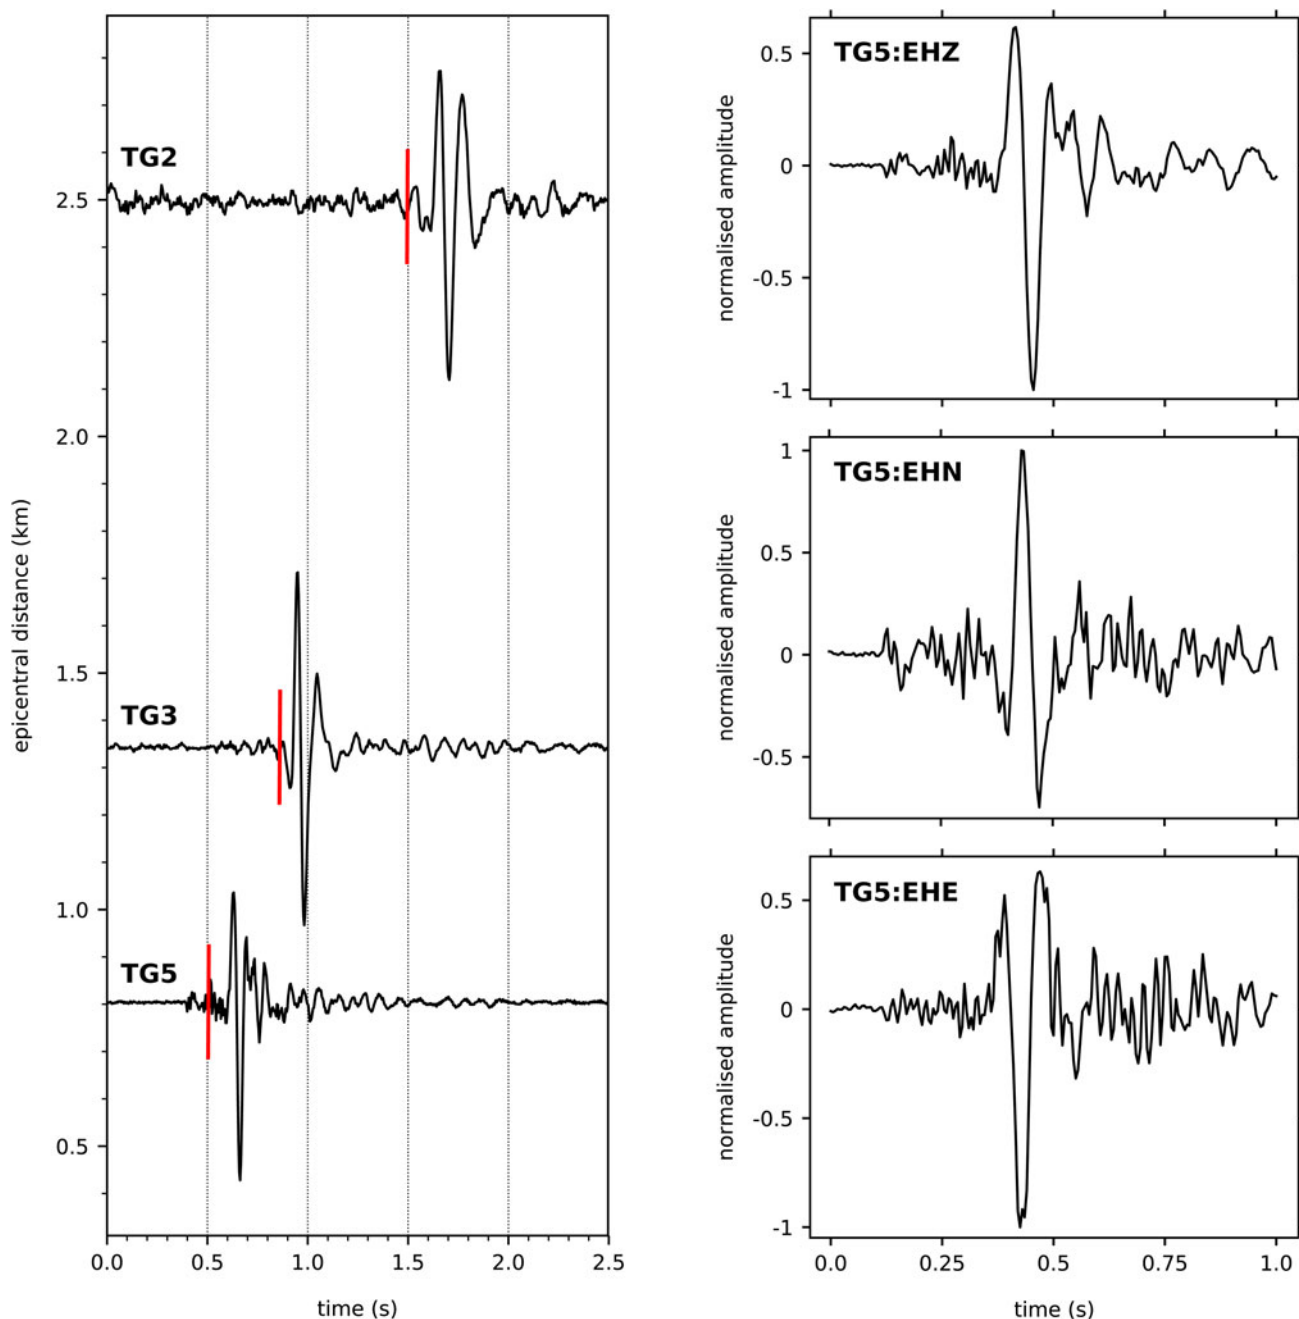 TG2
TG3
TG5
2.5
2.0
1.5
1.0
0.5
epicentral distance (km)
0.0 0.5 1.0 1.5 2.0 2.5
time (s)
TG5:EHZ
0.5
0
-0.5
-1
normalised amplitude
TG5:EHN
1
0.5
0
-0.5
normalised amplitude
TG5:EHE
0.5
0
-0.5
-1
normalised amplitude
0.0 0.25 0.5 0.75 1.0
time (s)